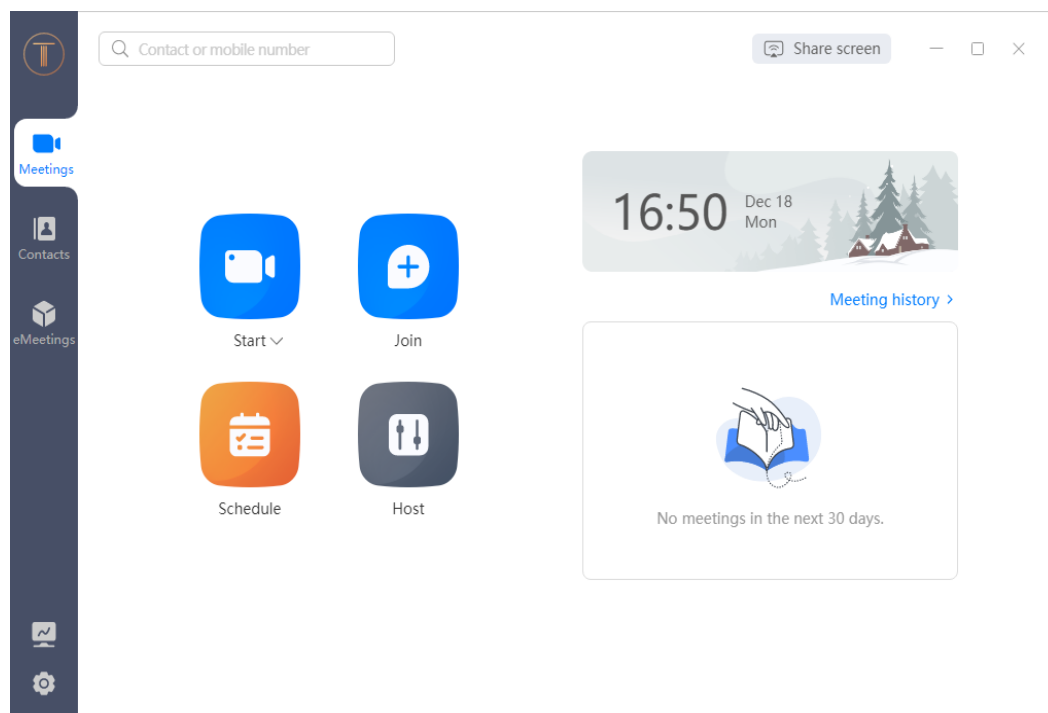 Contact or mobile number
Share screen
Meetings
Contacts
eMeetings
Start
Join
Schedule
Host
16:50
Dec 18
Mon
Meeting history
No meetings in the next 30 days.